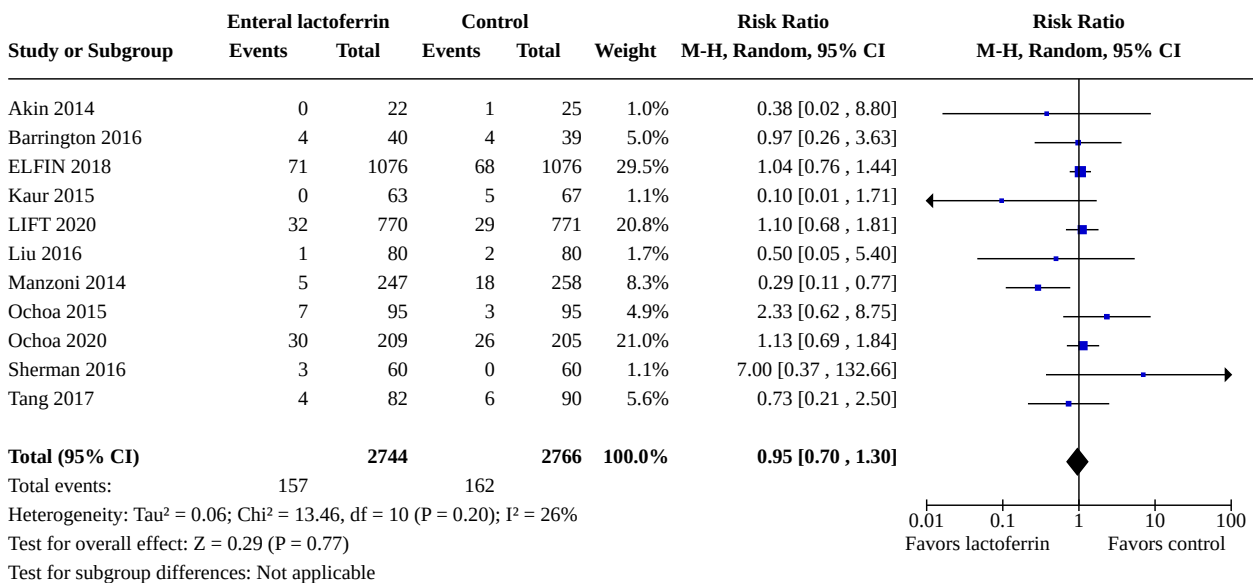 Enteral lactoferrin Control Risk Ratio Risk Ratio
Study or Subgroup Events Total Events Total Weight M-H, Random, 95% CI M-H, Random, 95% CI
Akin 2014 0 22 1 25 1.0% 0.38 [0.02 , 8.80]
Barrington 2016 4 40 4 39 5.0% 0.97 [0.26 , 3.63]
ELFIN 2018 71 1076 68 1076 29.5% 1.04 [0.76 , 1.44]
Kaur 2015 0 63 5 67 1.1% 0.10 [0.01 , 1.71]
LIFT 2020 32 770 29 771 20.8% 1.10 [0.68 , 1.81]
Liu 2016 1 80 2 80 1.7% 0.50 [0.05 , 5.40]
Manzoni 2014 5 247 18 258 8.3% 0.29 [0.11 , 0.77]
Ochoa 2015 7 95 3 95 4.9% 2.33 [0.62 , 8.75]
Ochoa 2020 30 209 26 205 21.0% 1.13 [0.69 , 1.84]
Sherman 2016 3 60 0 60 1.1% 7.00 [0.37 , 132.66]
Tang 2017 4 82 6 90 5.6% 0.73 [0.21 , 2.50]
Total (95% CI) 2744 2766 100.0% 0.95 [0.70 , 1.30]
Total events: 157 162
Heterogeneity: Tau² = 0.06; Chi² = 13.46, df = 10 (P = 0.20); I² = 26%
0.01 0.1 1 10 100
Test for overall effect: Z = 0.29 (P = 0.77)
Favors lactoferrin Favors control
Test for subgroup differences: Not applicable